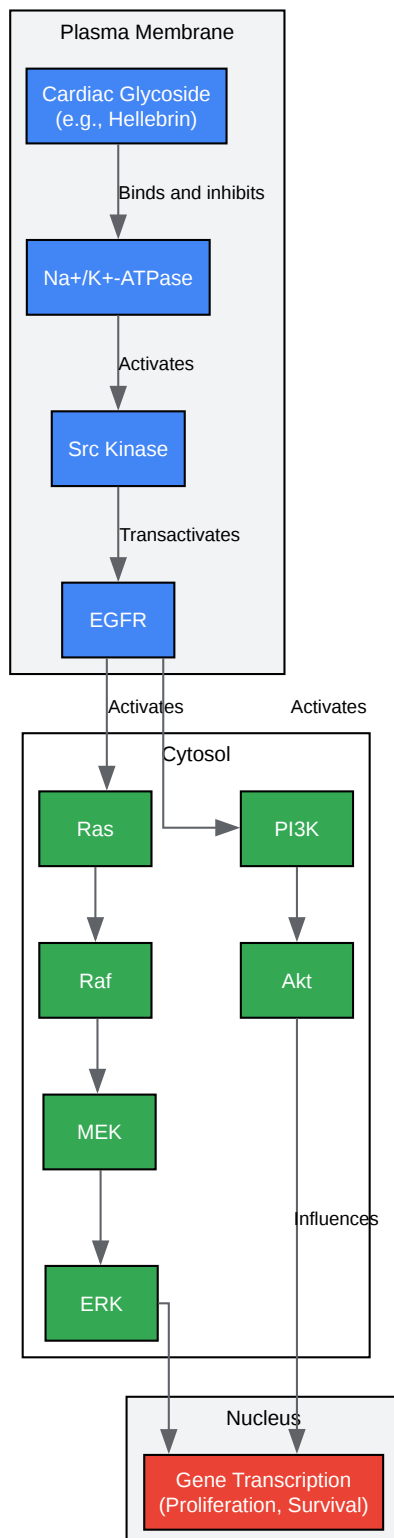 Plasma Membrane
Cardiac Glycoside
(e.g., Hellebrin)
Binds and inhibits
Na+/K+-ATPase
Activates
Src Kinase
Transactivates
EGFR
Activates
Activates
Cytosol
Ras
PI3K
Raf
Akt
MEK
Influences
ERK
Nucleus
Gene Transcription
(Proliferation, Survival)